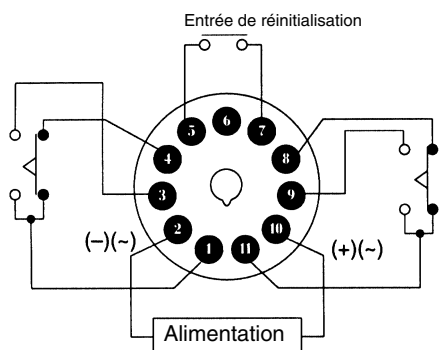 Entrée de réinitialisation
5 6 7
4 8
3 9
2 10
1 11
(–)(~) (+)(~)
Alimentation